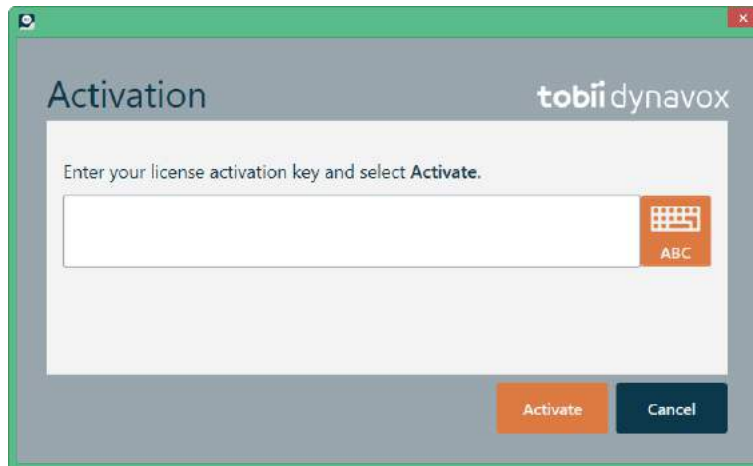 Activation
tobii dynavox
Enter your license activation key and select Activate.
ABC
Activate
Cancel